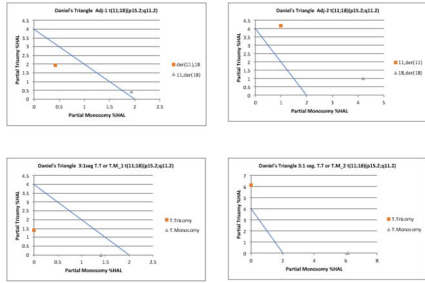 Daniel's Triangle Adj-1 t(11;18)(p15.2;q11.2)
Partial Trisomy %HAL
4.5
4
3.5
3
2.5
2
1.5
1
0.5
0
0 0.5 1 1.5 2 2.5
Partial Monosomy %HAL
der(11),18
11,der(18)
Daniel's Triangle Adj-2 t(11;18)(p15.2;q11.2)
Partial Trisomy %HAL
4.5
4
3.5
3
2.5
2
1.5
1
0.5
0
0 1 2 3 4 5
Partial Monosomy %HAL
11,der(11)
18,der(18)
Daniel's Triangle 3:1seg T.T or T.M_1 t(11;18)(p15.2;q11.2)
Partial Trisomy %HAL
4.5
4
3.5
3
2.5
2
1.5
1
0.5
0
0 0.5 1 1.5 2 2.5
Partial Monosomy %HAL
T.Trisomy
T.Monosomy
Daniel's Triangle 3:1 seg. T.T or T.M_2 t(11;18)(p15.2;q11.2)
Partial Trisomy %HAL
7
6
5
4
3
2
1
0
0 2 4 6 8
Partial Monosomy %HAL
T.Trisomy
T.Monosomy